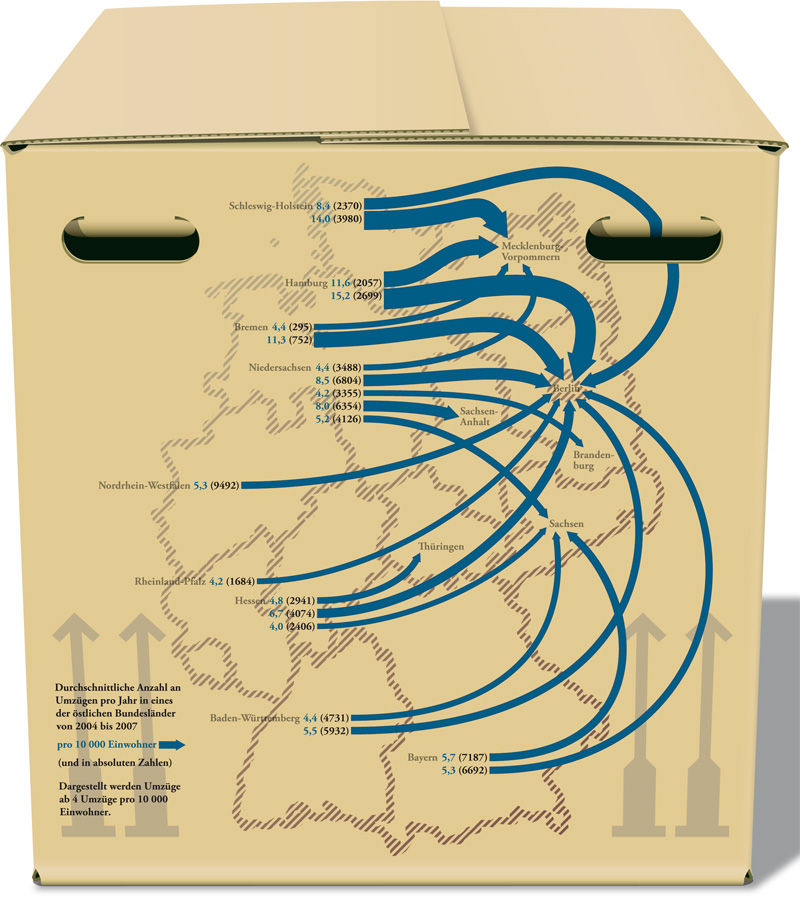 Schleswig-Holstein 8,4 (2370)
14,0 (3980)
Mecklenburg-
Vorpommern
Hamburg 11,6 (2057)
15,2 (2699)
Bremen 4,4 (295)
11,3 (752)
Niedersachsen 4,4 (3488)
8,5 (6804)
4,2 (3355)
8,0 (6354)
5,2 (4126)
Berlin
Sachsen-
Anhalt
Branden-
burg
Nordrhein-Westfalen 5,3 (9492)
Sachsen
Thüringen
Rheinland-Pfalz 4,2 (1684)
Hessen 4,8 (2941)
6,7 (4074)
4,0 (2406)
Durchschnittliche Anzahl an
Umzügen pro Jahr in eines
der östlichen Bundesländer
von 2004 bis 2007
pro 10 000 Einwohner
(und in absoluten Zahlen)
Dargestellt werden Umzüge
ab 4 Umzüge pro 10 000
Einwohner.
Baden-Württemberg 4,4 (4731)
5,5 (5932)
Bayern 5,7 (7187)
5,3 (6692)